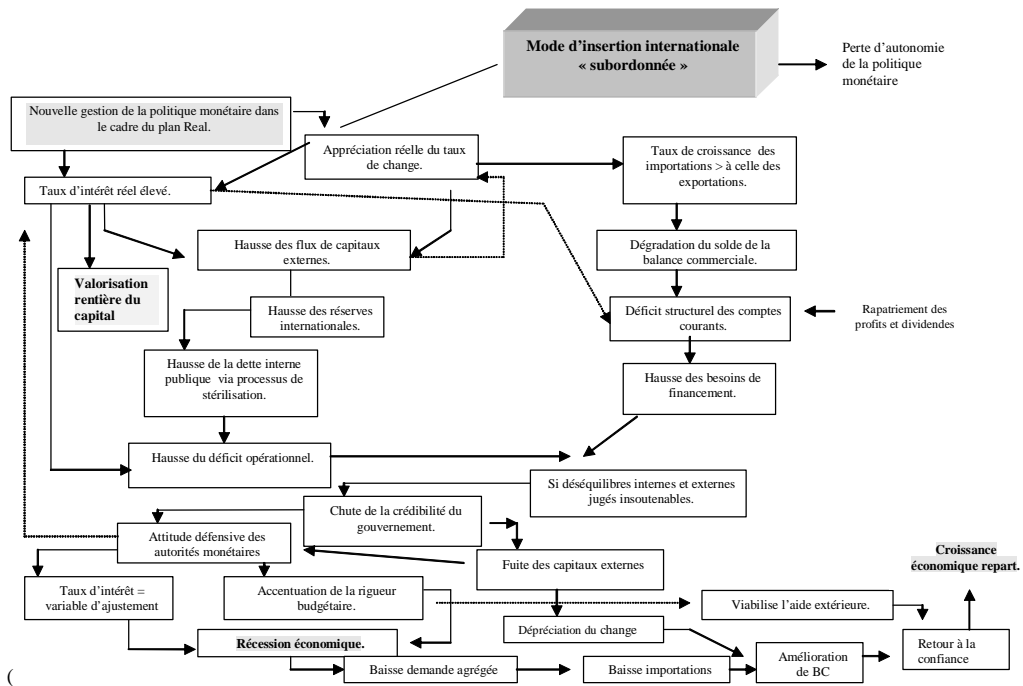 Mode d’insertion internationale
« subordonnée »
Perte d’autonomie
de la politique
monétaire
Nouvelle gestion de la politique monétaire dans
le cadre du plan Real.
Appréciation réelle du taux
de change.
Taux de croissance des
importations > à celle des
exportations.
Taux d’intérêt réel élevé.
Hausse des flux de capitaux
externes.
Dégradation du solde de la
balance commerciale.
Valorisation
rentière du
capital
Hausse des réserves
internationales.
Déficit structurel des comptes
courants.
Rapatriement des
profits et dividendes
Hausse de la dette interne
publique via processus de
stérilisation.
Hausse des besoins de
financement.
Hausse du déficit opérationnel.
Si déséquilibres internes et externes
jugés insoutenables.
Chute de la crédibilité du
gouvernement.
Attitude défensive des
autorités monétaires
Fuite des capitaux externes
Croissance
économique repart.
Taux d’intérêt =
variable d’ajustement
Accentuation de la rigueur
budgétaire.
Viabilise l’aide extérieure.
Dépréciation du change
Récession économique.
Retour à la
confiance
Baisse demande agrégée
Baisse importations
Amélioration
de BC
(